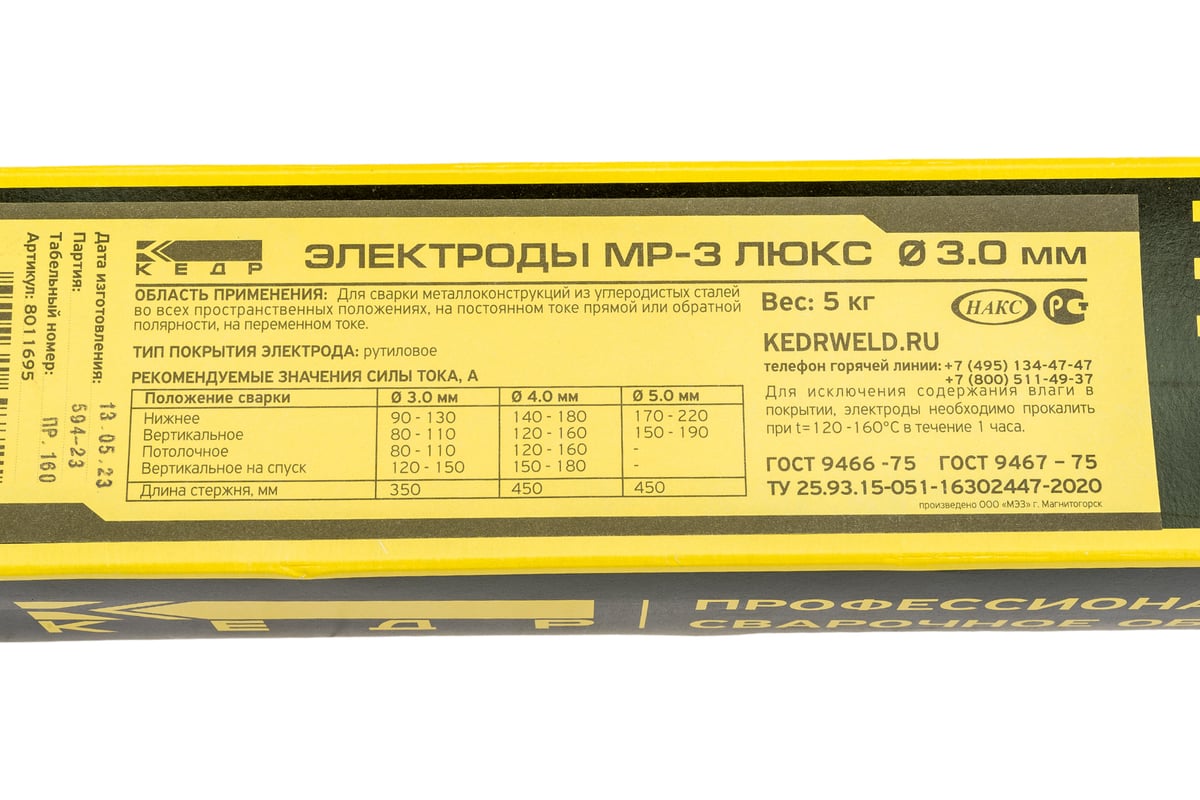 КЕДР
ЭЛЕКТРОДЫ МР-3 ЛЮКС Ø 3.0 мм
ОБЛАСТЬ ПРИМЕНЕНИЯ: Для сварки металлоконструкций из углеродистых сталей
во всех пространственных положениях, на постоянном токе прямой или обратной
полярности, на переменном токе.
ТИП ПОКРЫТИЯ ЭЛЕКТРОДА: рутиловое
РЕКОМЕНДУЕМЫЕ ЗНАЧЕНИЯ СИЛЫ ТОКА, А
Положение сварки Ø 3.0 мм Ø 4.0 мм Ø 5.0 мм
Нижнее 90 - 130 140 - 180 170 - 220
Вертикальное 80 - 110 120 - 160 150 - 190
Потолочное 80 - 110 120 - 160 -
Вертикальное на спуск 120 - 150 150 - 180 -
Длина стержня, мм 350 450 450
Вес: 5 кг
НАКС
РСТ
KEDRWELD.RU
телефон горячей линии: +7 (495) 134-47-47
+7 (800) 511-49-37
Для исключения содержания влаги в
покрытии, электроды необходимо прокалить
при t=120 -160°С в течение 1 часа.
ГОСТ 9466 -75 ГОСТ 9467 – 75
ТУ 25.93.15-051-16302447-2020
произведено ООО «МЭЗ» г. Магнитогорск
Дата изготовления: 13.05.23
Партия: 594-23
Табельный номер: ПР. 160
Артикул: 8011695
КЕДР
ПРОФЕССИОНА
СВАРОЧНОЕ ОБ